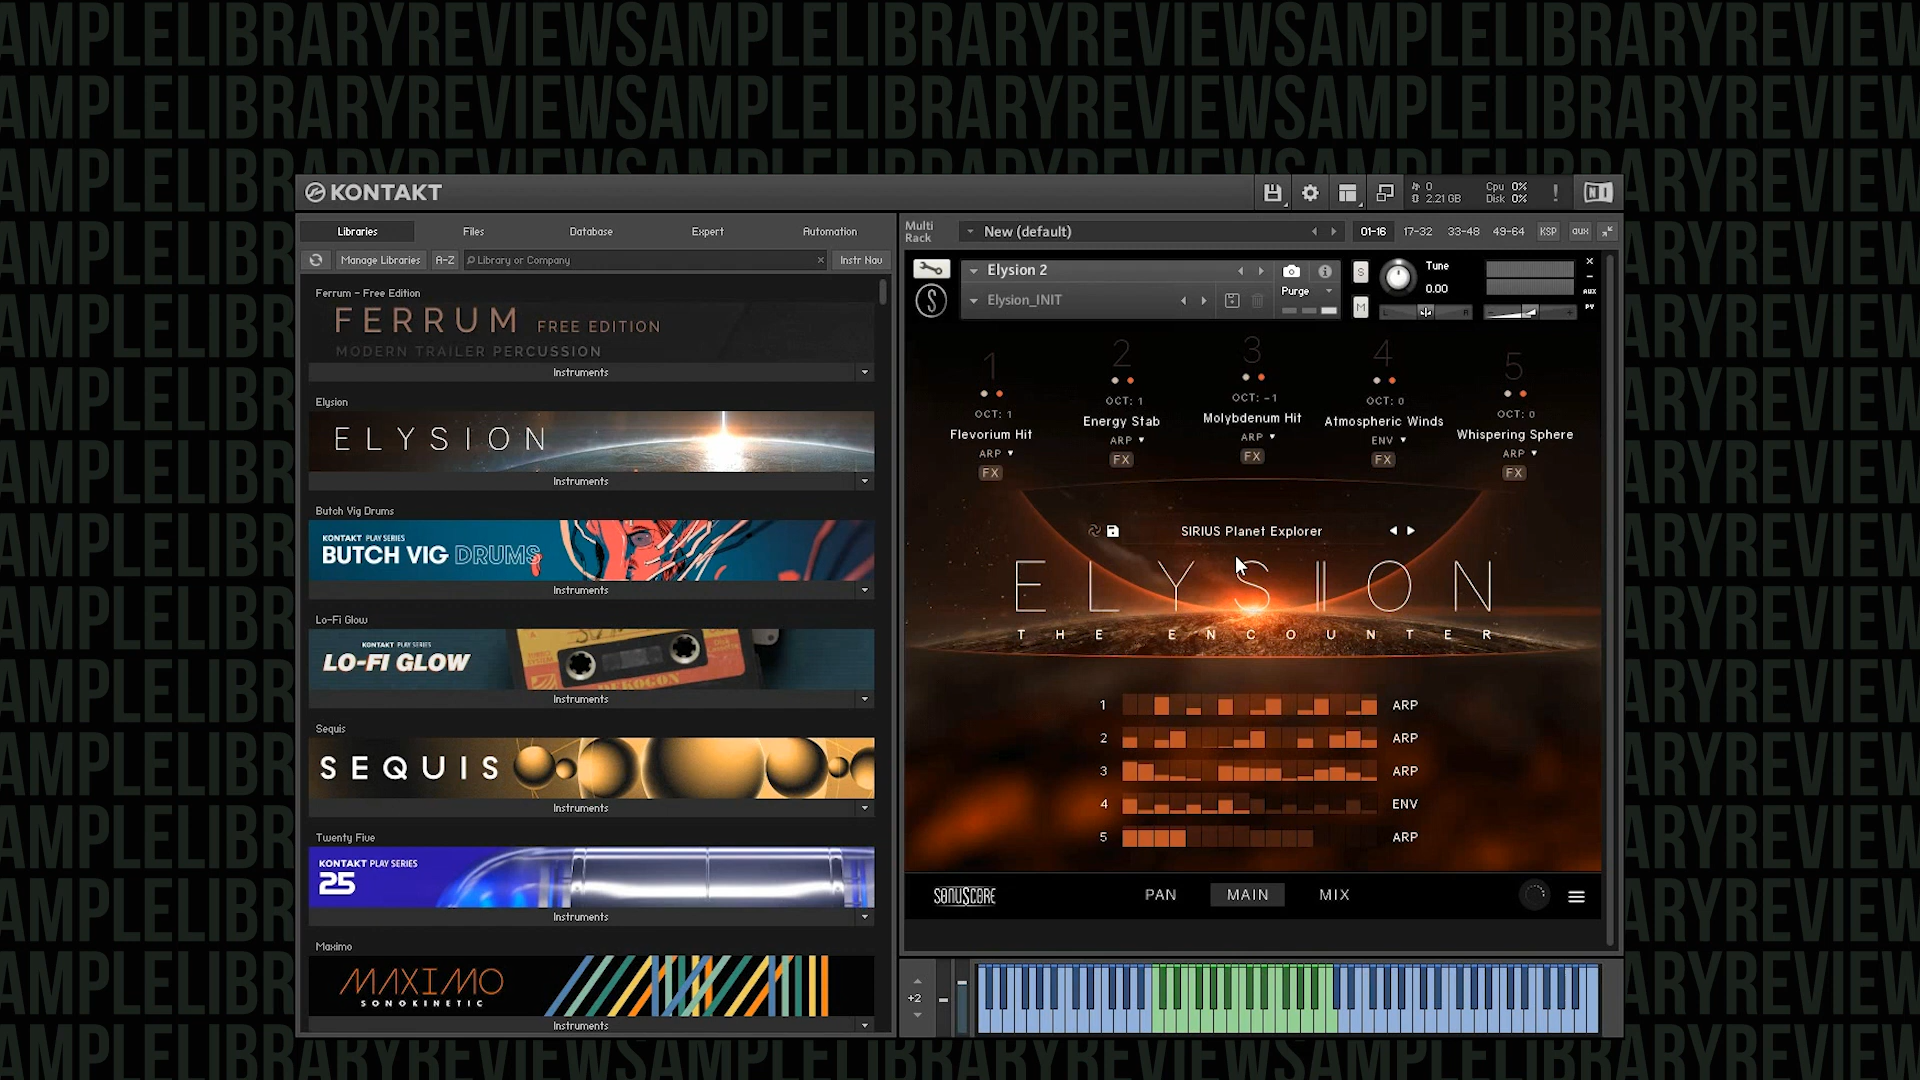 AMPLELIBRARYREVIEWSAMPLELIBRARYREVIEWSAMPLELIBRARYREVIEW
KONTAKT
0
2.21 GB
Cpu 0%
Disk 0%
!
NI
Libraries
Files
Database
Expert
Automation
Manage Libraries
A-Z
Library or Company
×
Instr Nav
Ferrum - Free Edition
FERRUM FREE EDITION
MODERN TRAILER PERCUSSION
Instruments
Elysion
ELYSION
Instruments
Butch Vig Drums
KONTAKT PLAY SERIES
BUTCH VIG DRUMS
Instruments
Lo-Fi Glow
KONTAKT PLAY SERIES
LO-FI GLOW
Instruments
Sequis
SEQUIS
Instruments
Twenty Five
KONTAKT PLAY SERIES
25
Instruments
Maximo
MAXIMO
SONOKINETIC
Instruments
Multi
Rack
New (default)
01-16
17-32
33-48
49-64
KSP
aux
Elysion 2
Elysion_INIT
Purge
S
M
Tune
0.00
L
R
AUX
PV
1
OCT: 1
Flevorium Hit
ARP
FX
2
OCT: 1
Energy Stab
ARP
FX
3
OCT: -1
Molybdenum Hit
ARP
FX
4
OCT: 0
Atmospheric Winds
ENV
FX
5
OCT: 0
Whispering Sphere
ARP
FX
SIRIUS Planet Explorer
ELYSION
THE ENCOUNTER
1 ARP
2 ARP
3 ARP
4 ENV
5 ARP
SONUSCORE
PAN
MAIN
MIX
+2